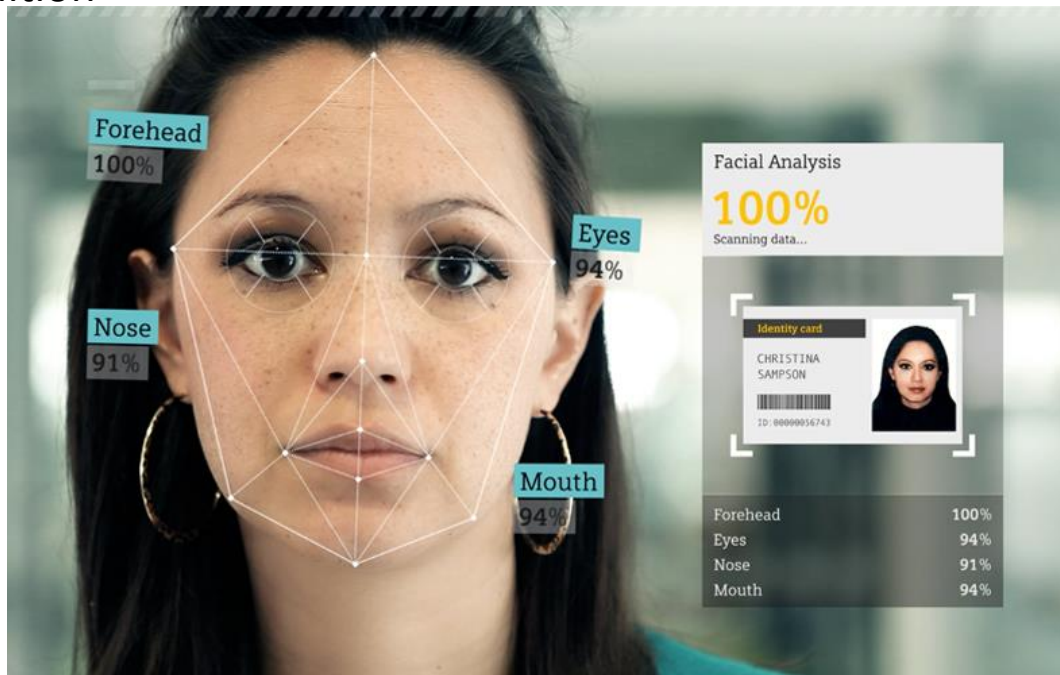 Forehead
100%
Eyes
94%
Nose
91%
Mouth
94%
Facial Analysis
100%
Scanning data...
Identity card
CHRISTINA
SAMPSON
ID:00000056743
Forehead 100%
Eyes 94%
Nose 91%
Mouth 94%